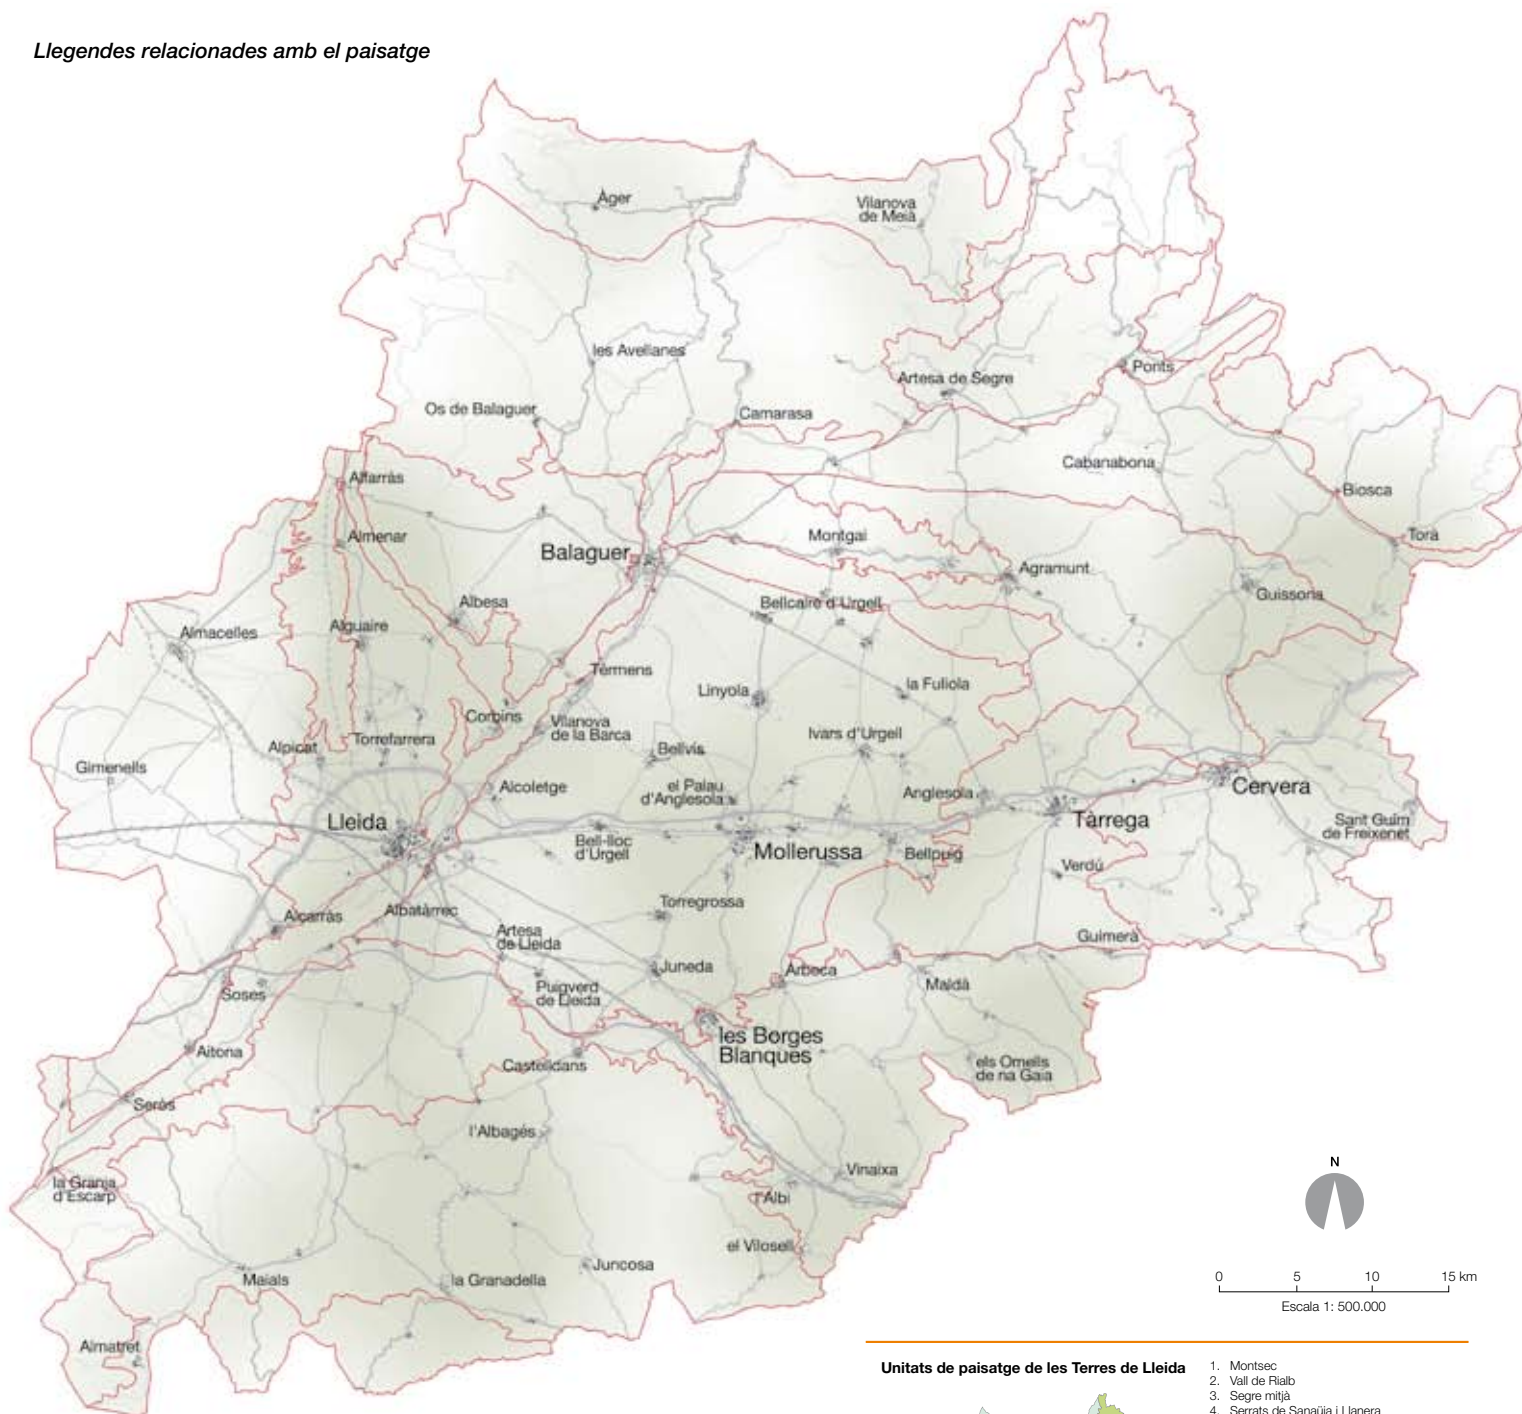 Llegendes relacionades amb el paisatge
Àger
Vilanova
de Meià
les Avellanes
Ponts
Artesa de Segre
Os de Balaguer
Camarasa
Cabanabona
Alfarràs
Biosca
Almenar
Montgai
Torà
Balaguer
Agramunt
Guissona
Albesa
Bellcaire d'Urgell
Alguaire
Almacelles
Térmens
Linyola
la Fuliola
Corbins
Vilanova
de la Barca
Ivars d'Urgell
Torrefarrera
Alpicat
Bellvís
Gimenells
Alcoletge
el Palau
d'Anglesola
Anglesola
Cervera
Lleida
Tàrrega
Sant Guim
de Freixenet
Bell-lloc
d'Urgell
Mollerussa
Bellpuig
Verdú
Torregrossa
Alcarràs
Albatàrrec
Artesa
de Lleida
Guimerà
Juneda
Arbeca
Maldà
Soses
Puigverd
de Lleida
les Borges
Blanques
Aitona
Castelldans
els Omells
de na Gaia
Seròs
l'Albagés
Vinaixa
la Granja
d'Escarp
l'Albi
el Vilosell
Juncosa
Maials
la Granadella
Almatret
N
0 5 10 15 km
Escala 1: 500.000
Unitats de paisatge de les Terres de Lleida
1. Montsec
2. Vall de Rialb
3. Segre mitjà
4. Serrats de Sanaüja i Llanera